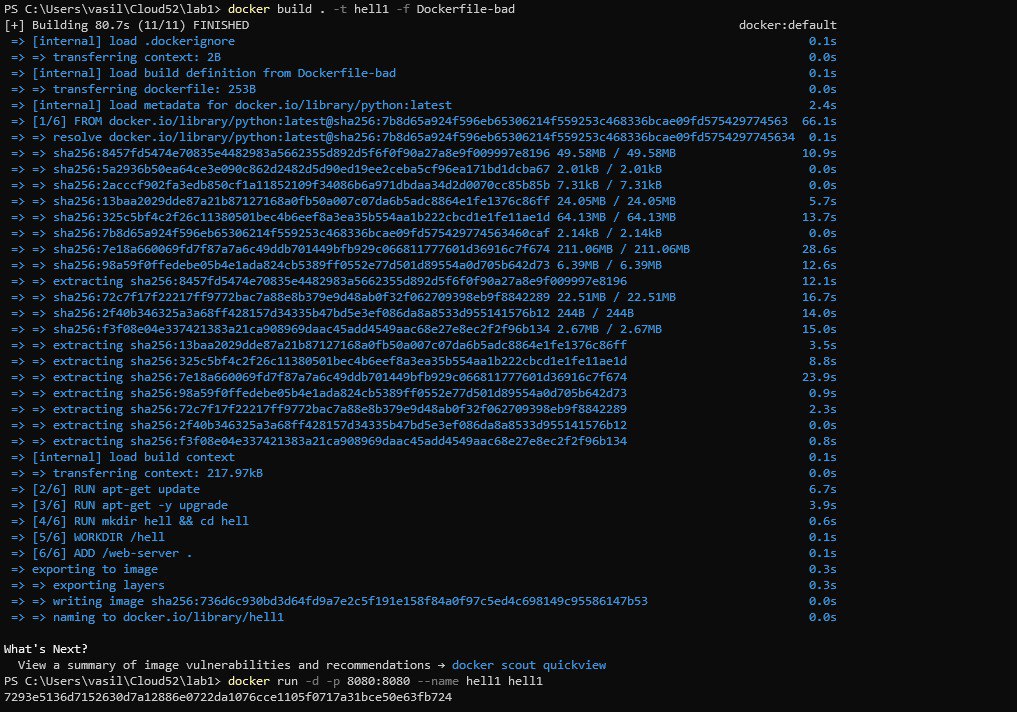 PS C:\Users\vasil\Cloud52\lab1> docker build . -t hell1 -f Dockerfile-bad
[+] Building 80.7s (11/11) FINISHED docker:default
=> [internal] load .dockerignore 0.1s
=> => transferring context: 2B 0.0s
=> [internal] load build definition from Dockerfile-bad 0.1s
=> => transferring dockerfile: 253B 0.0s
=> [internal] load metadata for docker.io/library/python:latest 2.4s
=> [1/6] FROM docker.io/library/python:latest@sha256:7b8d65a924f596eb65306214f559253c468336bcae09fd575429774563 66.1s
=> => resolve docker.io/library/python:latest@sha256:7b8d65a924f596eb65306214f559253c468336bcae09fd5754297745634 0.1s
=> => sha256:8457fd5474e70835e4482983a5662355d892d5f6f0f90a27a8e9f009997e8196 49.58MB / 49.58MB 10.9s
=> => sha256:5a2936b50ea64ce3e090c862d2482d5d90ed19ee2ceba5cf96ea171bd1dcba67 2.01kB / 2.01kB 0.0s
=> => sha256:2acccf902fa3edb850cf1a11852109f34086b6a971dbdaa34d2d0070cc85b85b 7.31kB / 7.31kB 0.0s
=> => sha256:13baa2029dde87a21b87127168a0fb50a007c07da6b5adc8864e1fe1376c86ff 24.05MB / 24.05MB 5.7s
=> => sha256:325c5bf4c2f26c11380501bec4b6eef8a3ea35b554aa1b222cbcd1e1fe11ae1d 64.13MB / 64.13MB 13.7s
=> => sha256:7b8d65a924f596eb65306214f559253c468336bcae09fd575429774563460caf 2.14kB / 2.14kB 0.0s
=> => sha256:7e18a660069fd7f87a7a6c49ddb701449bfb929c066811777601d36916c7f674 211.06MB / 211.06MB 28.6s
=> => sha256:98a59f0ffedebe05b4e1ada824cb5389ff0552e77d501d89554a0d705b642d73 6.39MB / 6.39MB 12.6s
=> => extracting sha256:8457fd5474e70835e4482983a5662355d892d5f6f0f90a27a8e9f009997e8196 12.1s
=> => sha256:72c7f17f22217ff9772bac7a88e8b379e9d48ab0f32f062709398eb9f8842289 22.51MB / 22.51MB 16.7s
=> => sha256:2f40b346325a3a68ff428157d34335b47bd5e3ef086da8a8533d955141576b12 244B / 244B 14.0s
=> => sha256:f3f08e04e337421383a21ca908969daac45add4549aac68e27e8ec2f2f96b134 2.67MB / 2.67MB 15.0s
=> => extracting sha256:13baa2029dde87a21b87127168a0fb50a007c07da6b5adc8864e1fe1376c86ff 3.5s
=> => extracting sha256:325c5bf4c2f26c11380501bec4b6eef8a3ea35b554aa1b222cbcd1e1fe11ae1d 8.8s
=> => extracting sha256:7e18a660069fd7f87a7a6c49ddb701449bfb929c066811777601d36916c7f674 23.9s
=> => extracting sha256:98a59f0ffedebe05b4e1ada824cb5389ff0552e77d501d89554a0d705b642d73 0.9s
=> => extracting sha256:72c7f17f22217ff9772bac7a88e8b379e9d48ab0f32f062709398eb9f8842289 2.3s
=> => extracting sha256:2f40b346325a3a68ff428157d34335b47bd5e3ef086da8a8533d955141576b12 0.0s
=> => extracting sha256:f3f08e04e337421383a21ca908969daac45add4549aac68e27e8ec2f2f96b134 0.8s
=> [internal] load build context 0.1s
=> => transferring context: 217.97kB 0.0s
=> [2/6] RUN apt-get update 6.7s
=> [3/6] RUN apt-get -y upgrade 3.9s
=> [4/6] RUN mkdir hell && cd hell 0.6s
=> [5/6] WORKDIR /hell 0.1s
=> [6/6] ADD /web-server . 0.1s
=> exporting to image 0.3s
=> => exporting layers 0.3s
=> => writing image sha256:736d6c930bd3d64fd9a7e2c5f191e158f84a0f97c5ed4c698149c95586147b53 0.0s
=> => naming to docker.io/library/hell1 0.0s
What's Next?
View a summary of image vulnerabilities and recommendations → docker scout quickview
PS C:\Users\vasil\Cloud52\lab1> docker run -d -p 8080:8080 --name hell1 hell1
7293e5136d7152630d7a12886e0722da1076cce1105f0717a31bce50e63fb724